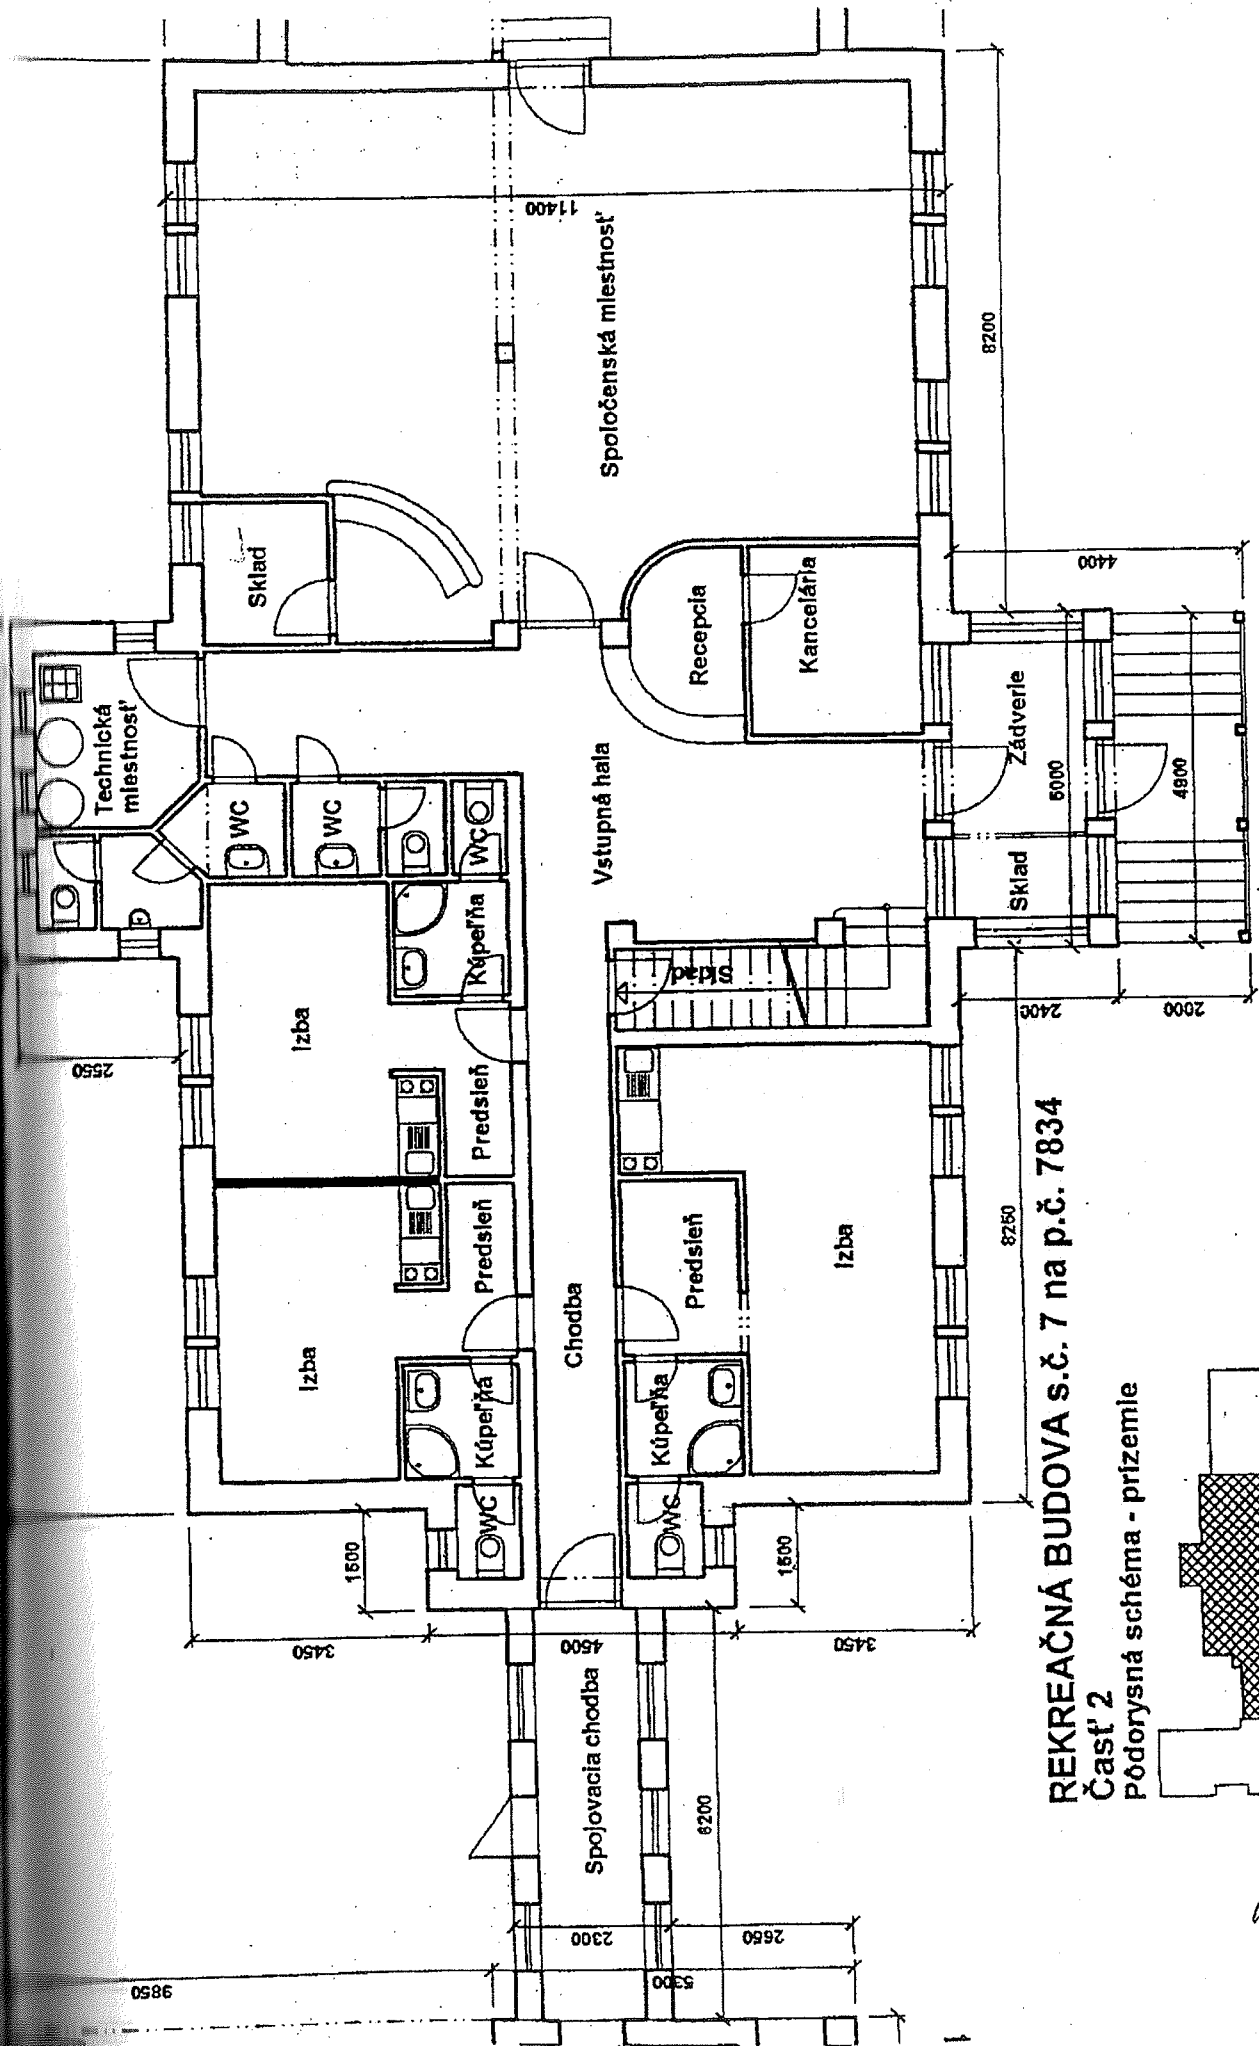 REKREAČNÁ BUDOVA s.č. 7 na p.č. 7834
Časť 2
Pôdorysná schéma - prízemie
Technická
miestnosť
Sklad
Spoločenská miestnosť
11400
8200
WC
WC
WC
Recepcia
Kancelária
4400
Vstupná hala
Zádverie
Sklad
5000
4900
2400
2000
Izba
Kúpeľňa
Predsieň
Sklad
2550
Izba
Predsieň
Kúpeľňa
WC
Chodba
Predsieň
Izba
Kúpeľňa
WC
8250
1500
1500
3450
4500
3450
Spojovacia chodba
6200
2300
2650
5300
9850